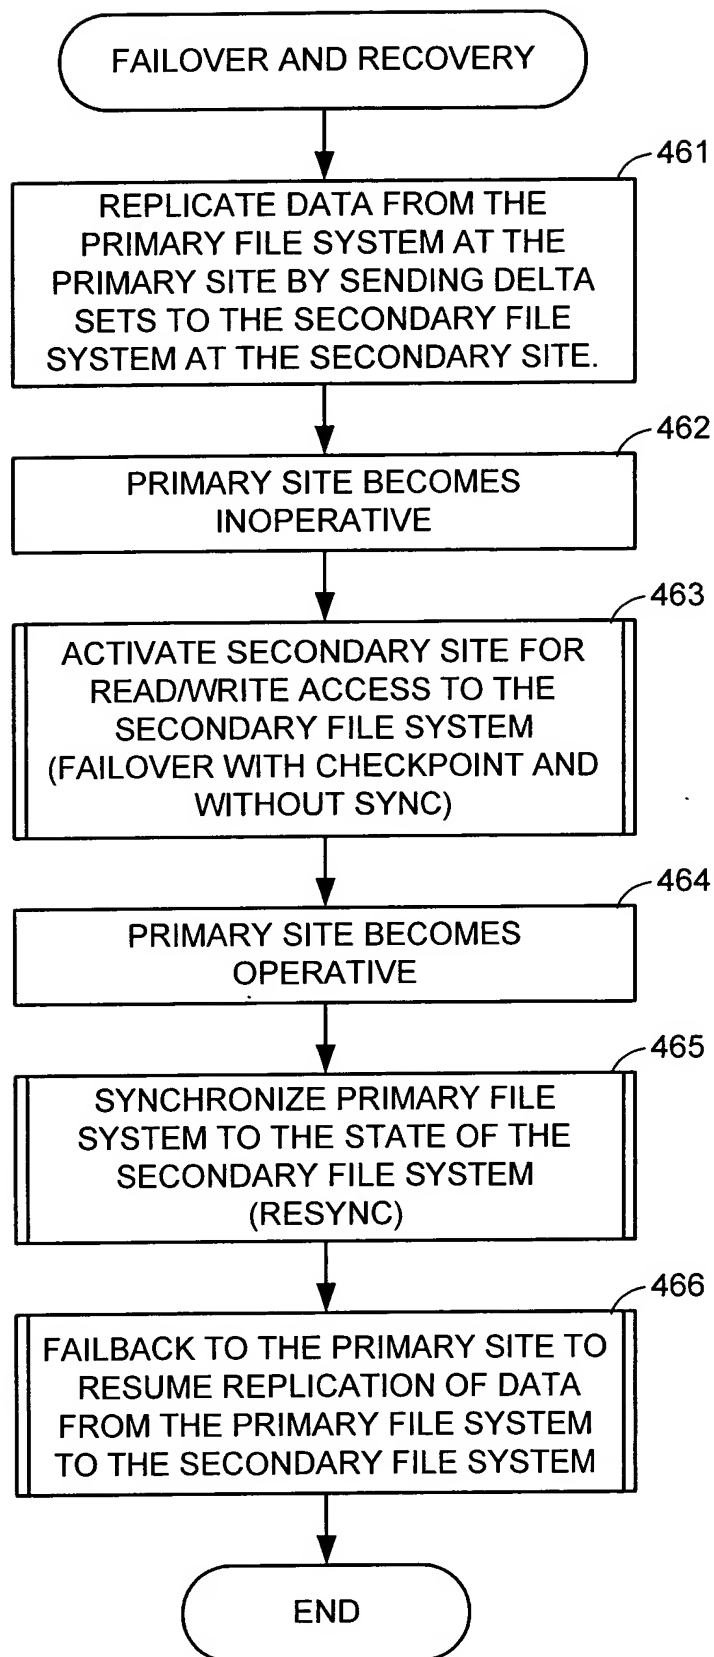 FAILOVER AND RECOVERY
461
REPLICATE DATA FROM THE
PRIMARY FILE SYSTEM AT THE
PRIMARY SITE BY SENDING DELTA
SETS TO THE SECONDARY FILE
SYSTEM AT THE SECONDARY SITE.
462
PRIMARY SITE BECOMES
INOPERATIVE
463
ACTIVATE SECONDARY SITE FOR
READ/WRITE ACCESS TO THE
SECONDARY FILE SYSTEM
(FAILOVER WITH CHECKPOINT AND
WITHOUT SYNC)
464
PRIMARY SITE BECOMES
OPERATIVE
465
SYNCHRONIZE PRIMARY FILE
SYSTEM TO THE STATE OF THE
SECONDARY FILE SYSTEM
(RESYNC)
466
FAILBACK TO THE PRIMARY SITE TO
RESUME REPLICATION OF DATA
FROM THE PRIMARY FILE SYSTEM
TO THE SECONDARY FILE SYSTEM
END